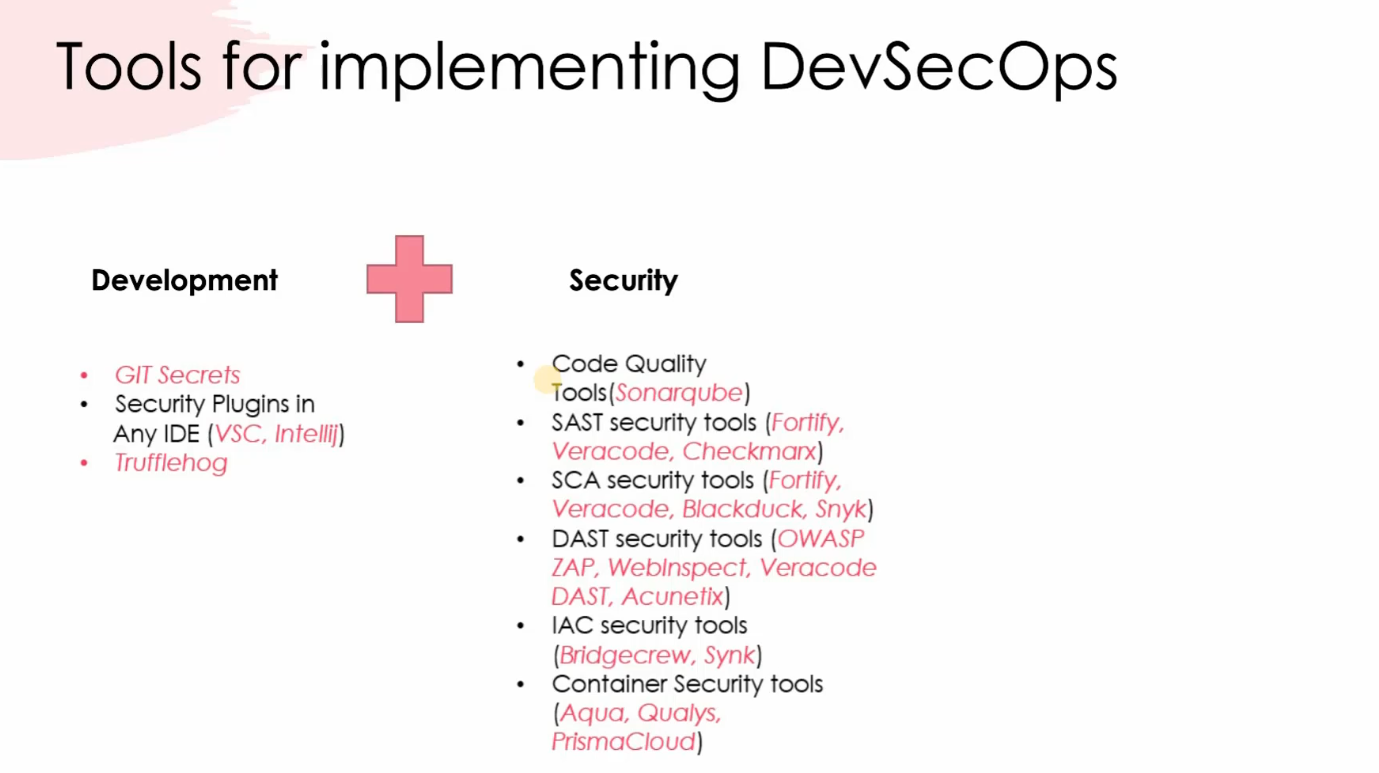 Tools for implementing DevSecOps
Development
Security
• GIT Secrets
• Security Plugins in
Any IDE (VSC, Intellij)
• Trufflehog
• Code Quality
Tools(Sonarqube)
• SAST security tools (Fortify,
Veracode, Checkmarx)
• SCA security tools (Fortify,
Veracode, Blackduck, Snyk)
• DAST security tools (OWASP
ZAP, WebInspect, Veracode
DAST, Acunetix)
• IAC security tools
(Bridgecrew, Synk)
• Container Security tools
(Aqua, Qualys,
PrismaCloud)